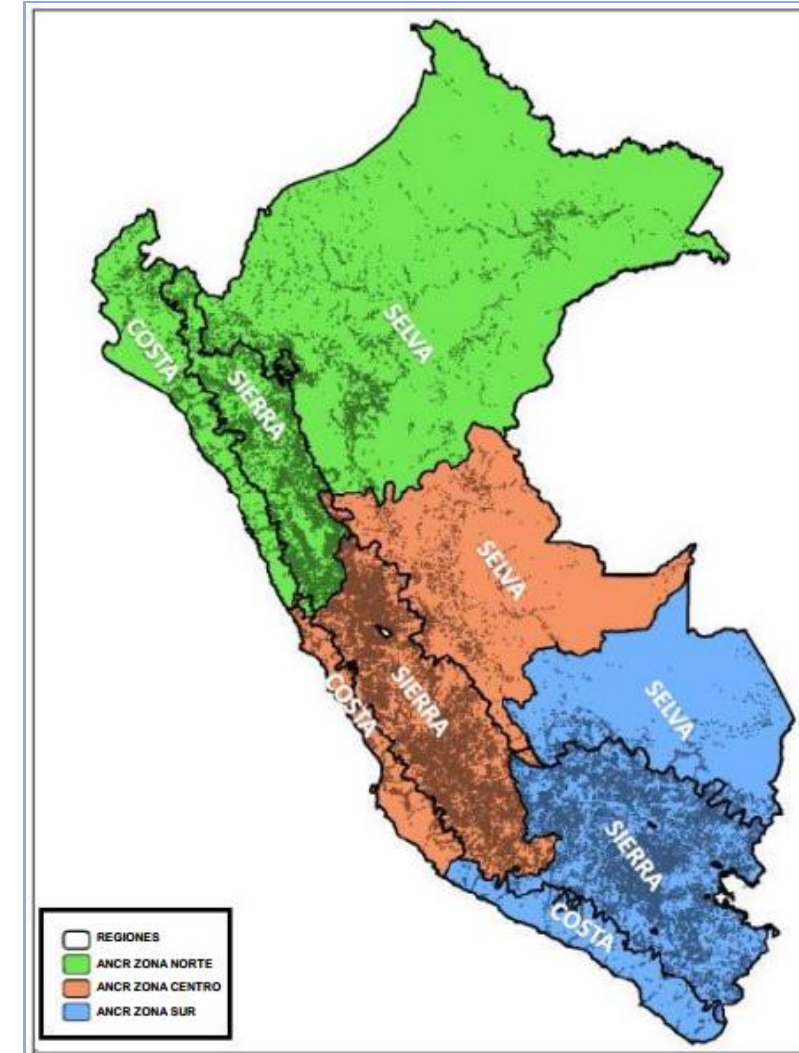 SELVA
COSTA
SIERRA
SELVA
SIERRA
COSTA
SELVA
SIERRA
COSTA
REGIONES
ANCR ZONA NORTE
ANCR ZONA CENTRO
ANCR ZONA SUR